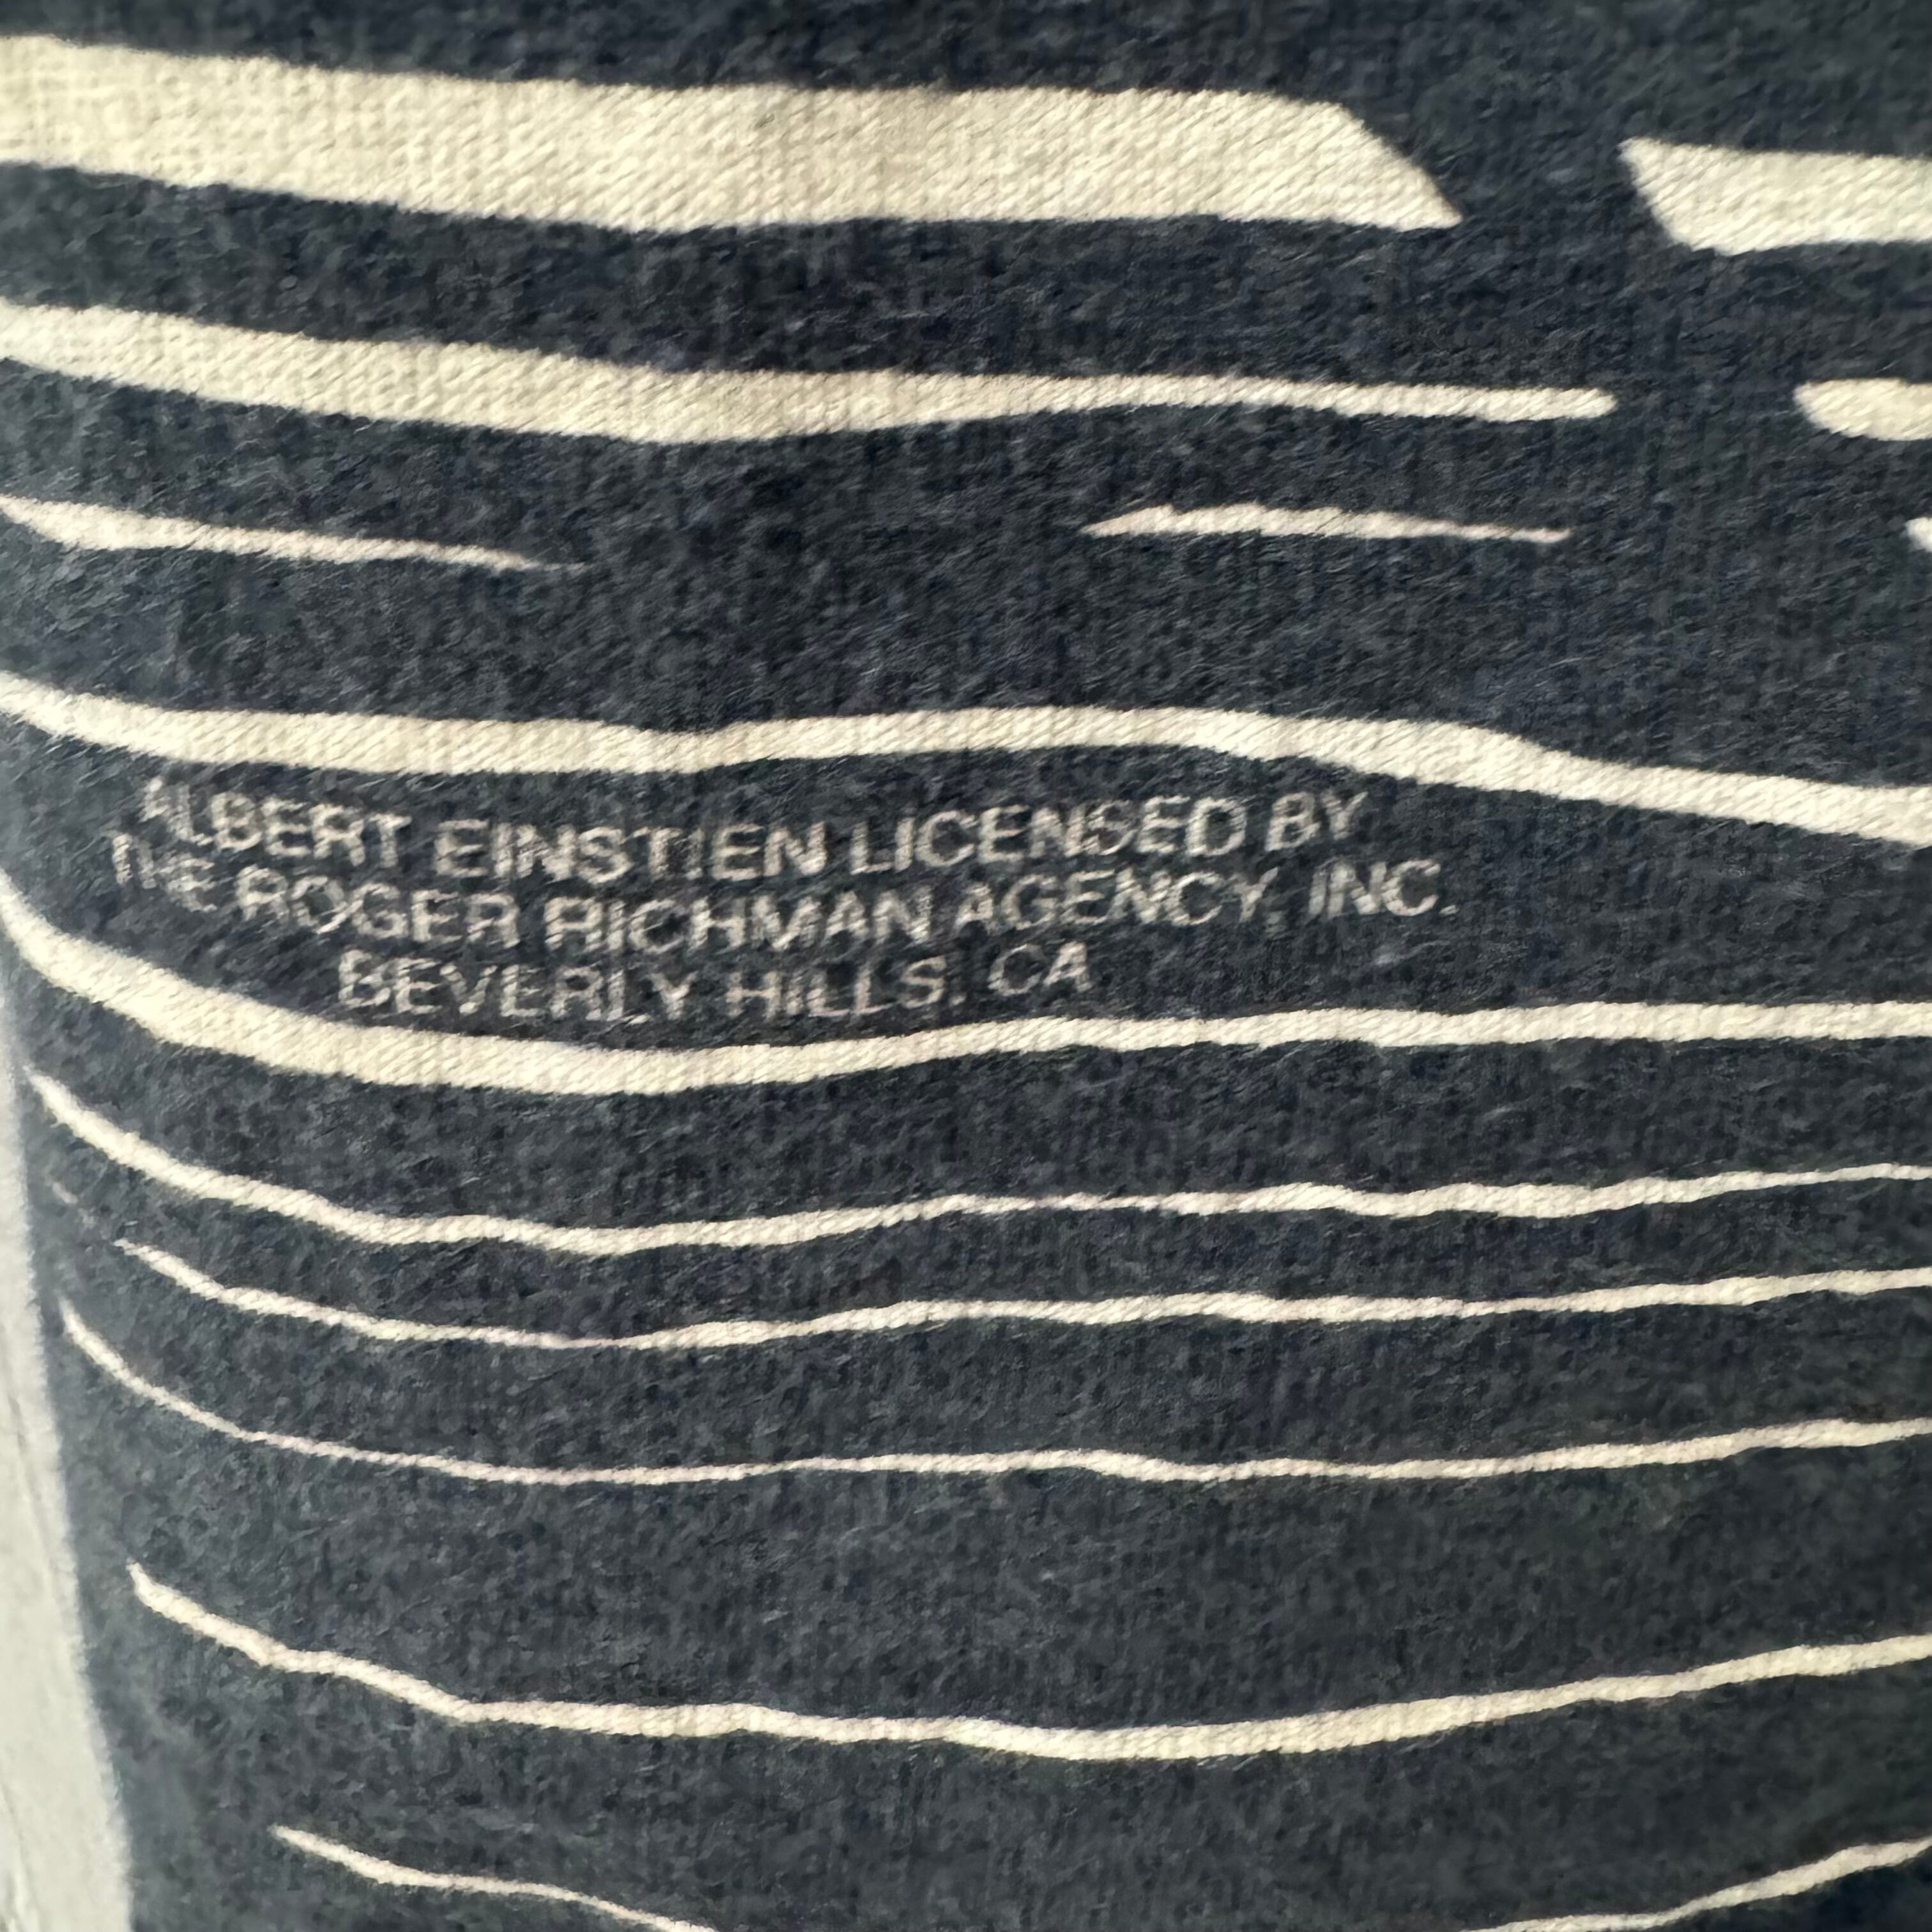 ALBERT EINSTIEN LICENSED BY
THE ROGER RICHMAN AGENCY, INC.
BEVERLY HILLS, CA